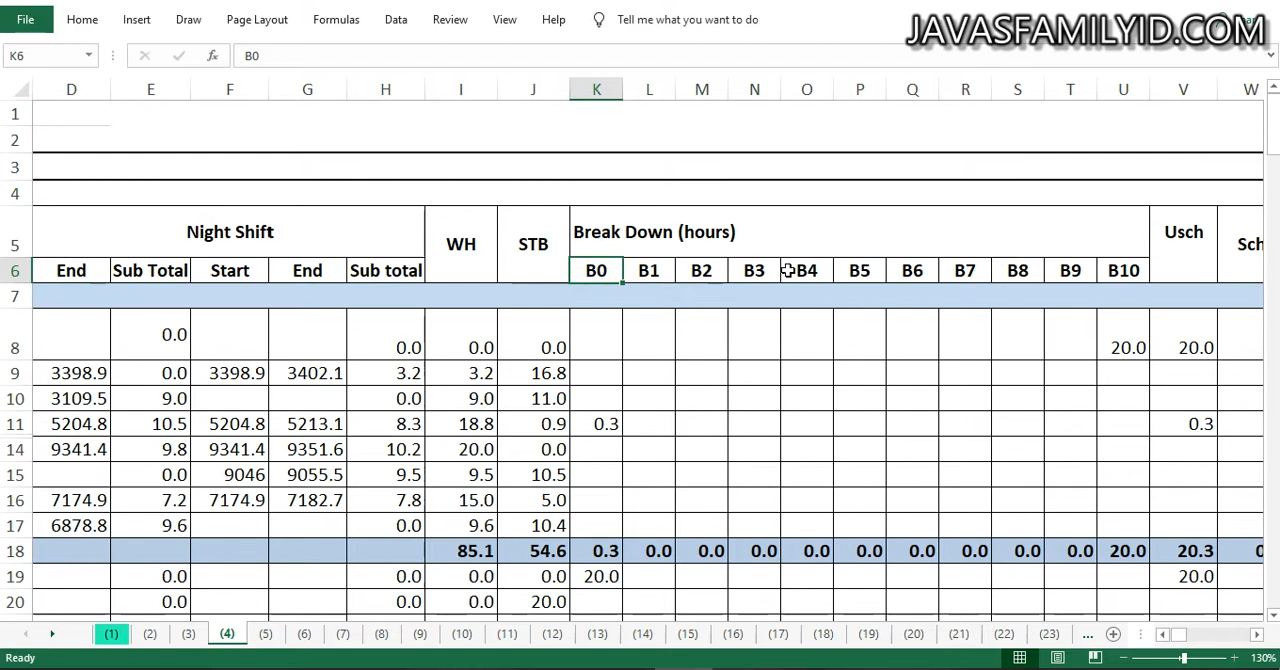 File Home Insert Draw Page Layout Formulas Data Review View Help Tell me what you want to do
JAVASFAMILYID.COM
K6 fx B0
D E F G H I J K L M N O P Q R S T U V W
1
2
3
4
5 Night Shift WH STB Break Down (hours) Usch Sch
6 End Sub Total Start End Sub total B0 B1 B2 B3 B4 B5 B6 B7 B8 B9 B10
7
8 0.0 0.0 0.0 0.0 20.0 20.0
9 3398.9 0.0 3398.9 3402.1 3.2 3.2 16.8
10 3109.5 9.0 0.0 9.0 11.0
11 5204.8 10.5 5204.8 5213.1 8.3 18.8 0.9 0.3 0.3
14 9341.4 9.8 9341.4 9351.6 10.2 20.0 0.0
15 0.0 9046 9055.5 9.5 9.5 10.5
16 7174.9 7.2 7174.9 7182.7 7.8 15.0 5.0
17 6878.8 9.6 0.0 9.6 10.4
18 85.1 54.6 0.3 0.0 0.0 0.0 0.0 0.0 0.0 0.0 0.0 0.0 20.0 20.3 0
19 0.0 0.0 0.0 0.0 20.0 20.0
20 0.0 0.0 0.0 20.0
(1) (2) (3) (4) (5) (6) (7) (8) (9) (10) (11) (12) (13) (14) (15) (16) (17) (18) (19) (20) (21) (22) (23) ...
Ready 130%